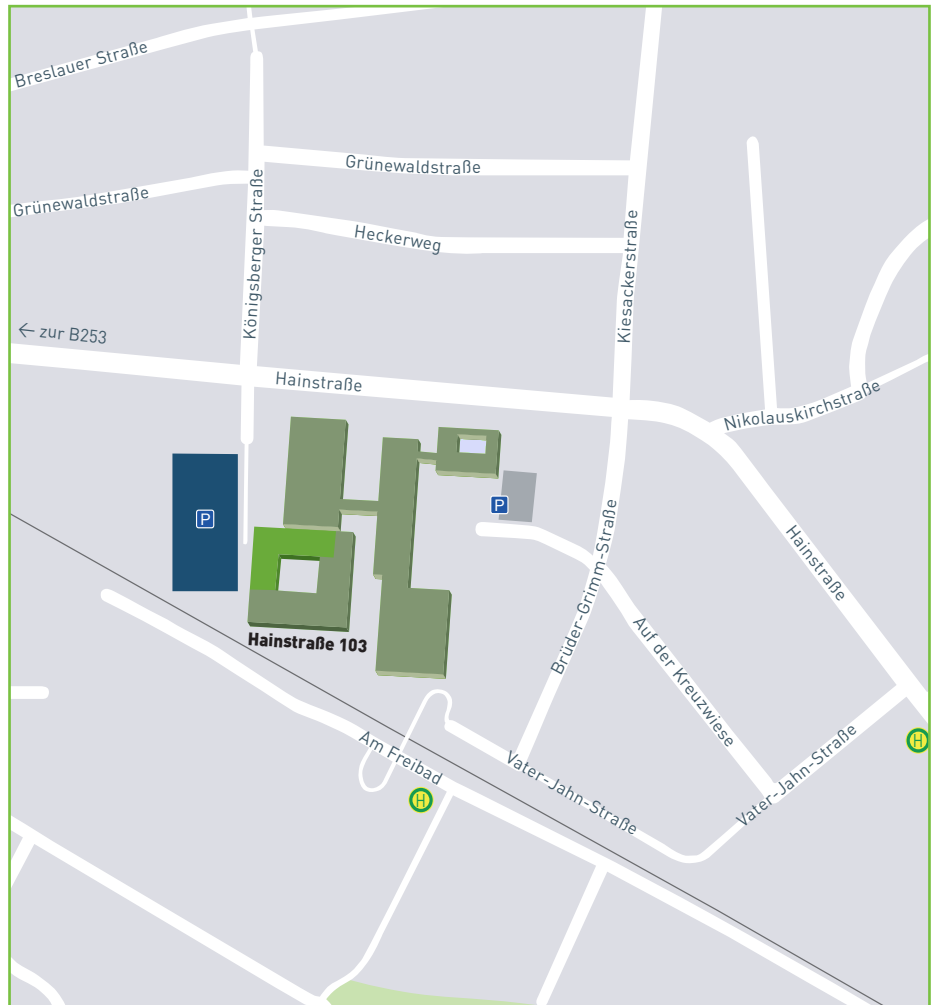 Breslauer Straße
Grünewaldstraße
Grünewaldstraße
Königsberger Straße
Heckerweg
Kiesackerstraße
← zur B253
Hainstraße
Nikolauskirchstraße
P
P
Hainstraße
Brüder-Grimm-Straße
Auf der Kreuzwiese
Hainstraße 103
Am Freibad
Vater-Jahn-Straße
Vater-Jahn-Straße
H
H